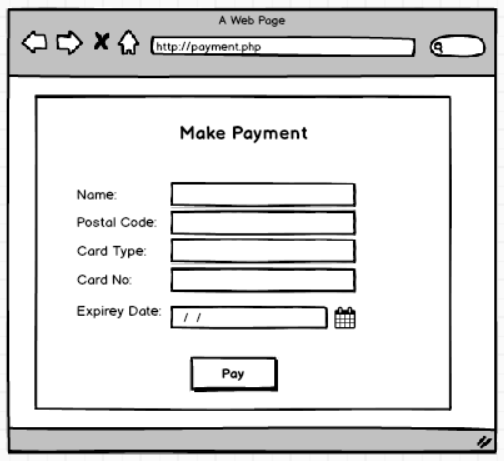 A Web Page
http://payment.php
Make Payment
Name:
Postal Code:
Card Type:
Card No:
Expirey Date: / /
Pay